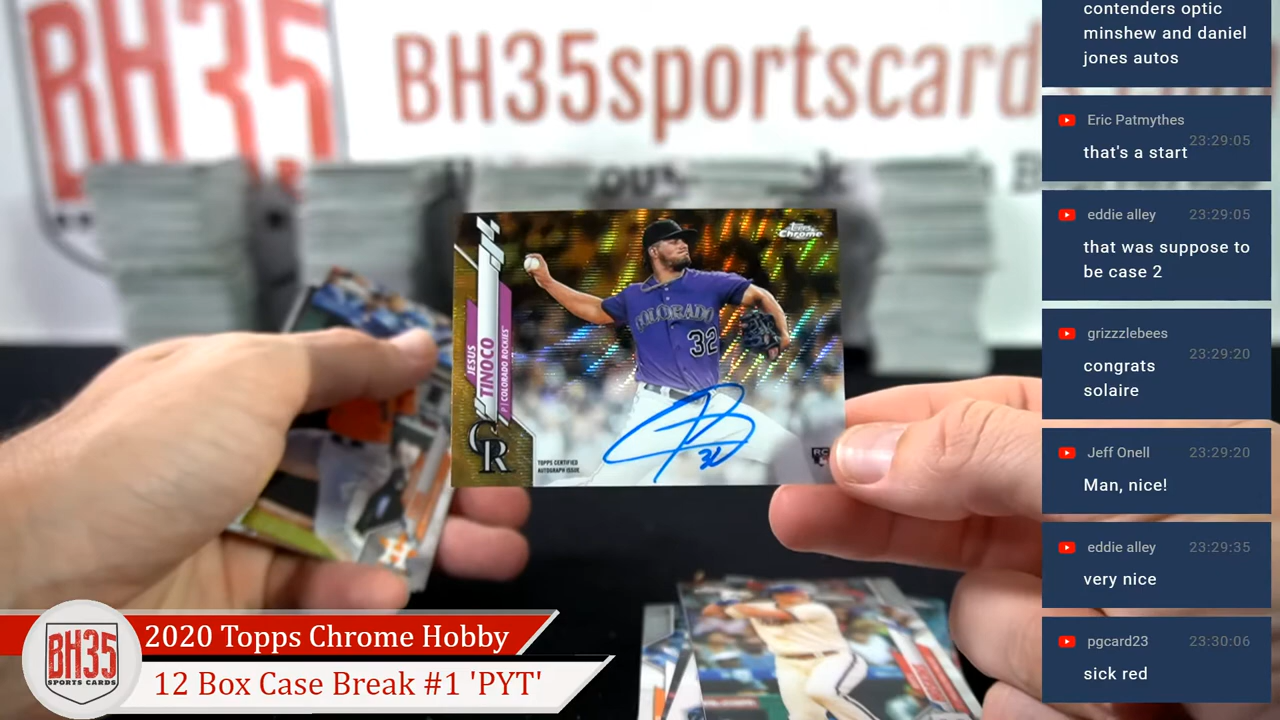 BH35
BH35sportscard
Topps
Chrome
JESUS
TINOCO
P | COLORADO ROCKIES™
COLORADO
32
CR
TOPPS CERTIFIED
AUTOGRAPH ISSUE
32
RC
H
BH35
SPORTS CARDS
2020 Topps Chrome Hobby
12 Box Case Break #1 'PYT'
contenders optic
minshew and daniel
jones autos
Eric Patmythes
23:29:05
that's a start
eddie alley 23:29:05
that was suppose to
be case 2
grizzzlebees
23:29:20
congrats
solaire
Jeff Onell 23:29:20
Man, nice!
eddie alley 23:29:35
very nice
pgcard23 23:30:06
sick red